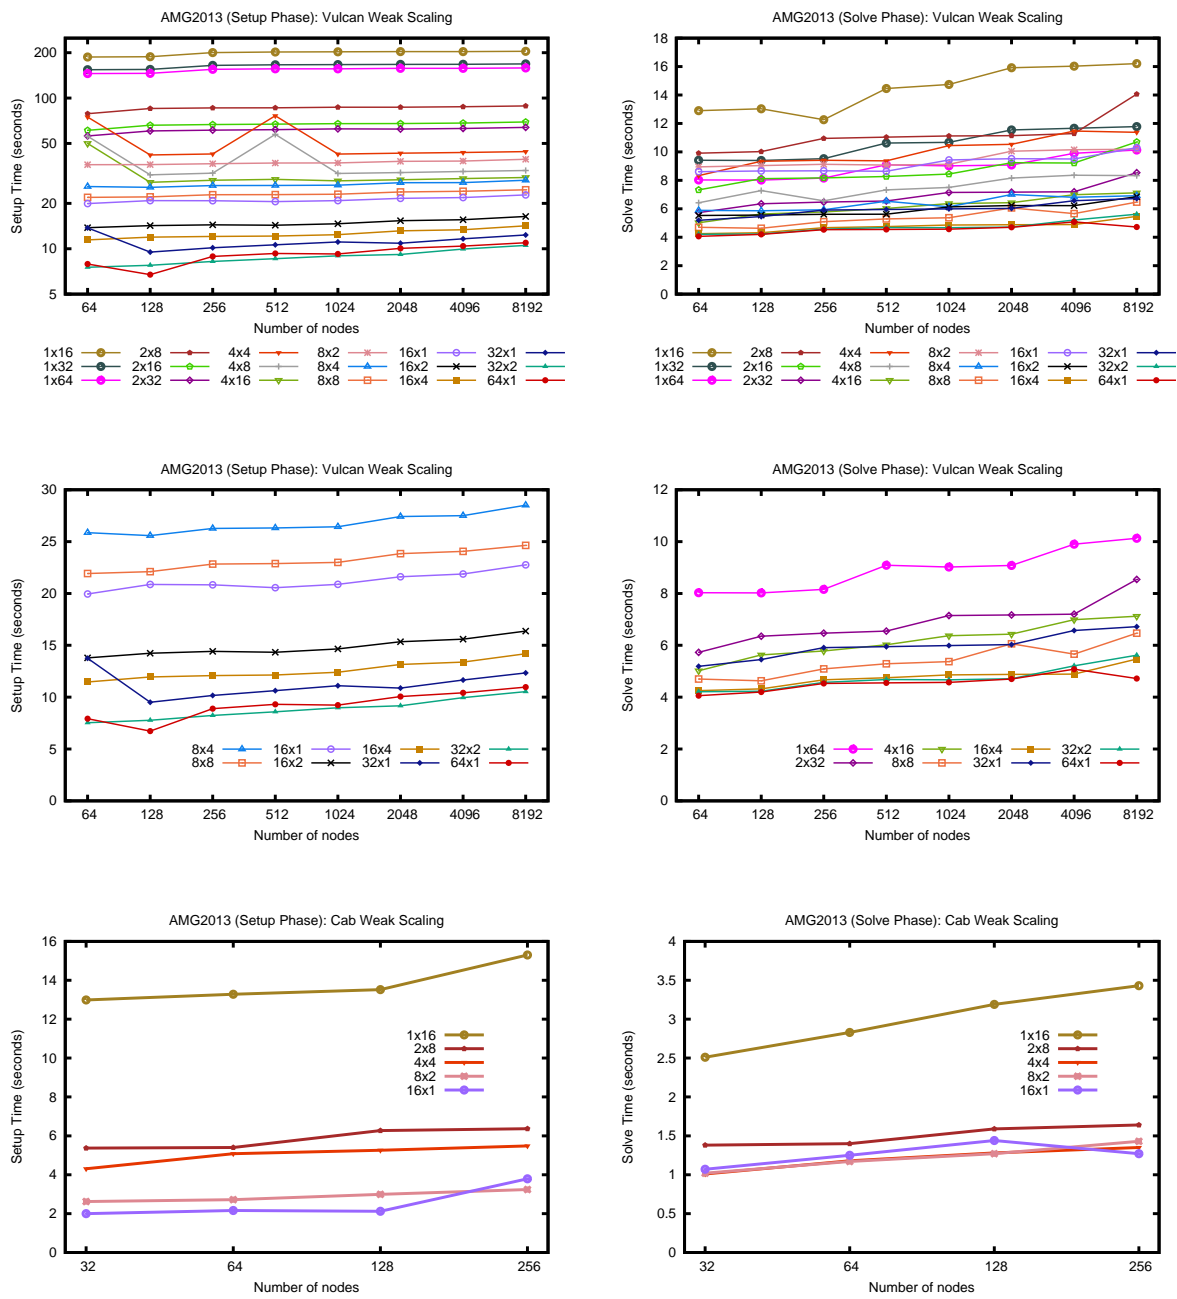 AMG2013 (Setup Phase): Vulcan Weak Scaling
Setup Time (seconds)
200
100
50
20
10
5
64 128 256 512 1024 2048 4096 8192
Number of nodes
1x16 2x8 4x4 8x2 16x1 32x1
1x32 2x16 4x8 8x4 16x2 32x2
1x64 2x32 4x16 8x8 16x4 64x1
AMG2013 (Solve Phase): Vulcan Weak Scaling
Solve Time (seconds)
18
16
14
12
10
8
6
4
2
0
64 128 256 512 1024 2048 4096 8192
Number of nodes
1x16 2x8 4x4 8x2 16x1 32x1
1x32 2x16 4x8 8x4 16x2 32x2
1x64 2x32 4x16 8x8 16x4 64x1
AMG2013 (Setup Phase): Vulcan Weak Scaling
Setup Time (seconds)
30
25
20
15
10
5
0
8x4 16x1 16x4 32x2
8x8 16x2 32x1 64x1
64 128 256 512 1024 2048 4096 8192
Number of nodes
AMG2013 (Solve Phase): Vulcan Weak Scaling
Solve Time (seconds)
12
10
8
6
4
2
0
1x64 4x16 16x4 32x2
2x32 8x8 32x1 64x1
64 128 256 512 1024 2048 4096 8192
Number of nodes
AMG2013 (Setup Phase): Cab Weak Scaling
Setup Time (seconds)
16
14
12
10
8
6
4
2
0
1x16
2x8
4x4
8x2
16x1
32 64 128 256
Number of nodes
AMG2013 (Solve Phase): Cab Weak Scaling
Solve Time (seconds)
4
3.5
3
2.5
2
1.5
1
0.5
0
1x16
2x8
4x4
8x2
16x1
32 64 128 256
Number of nodes